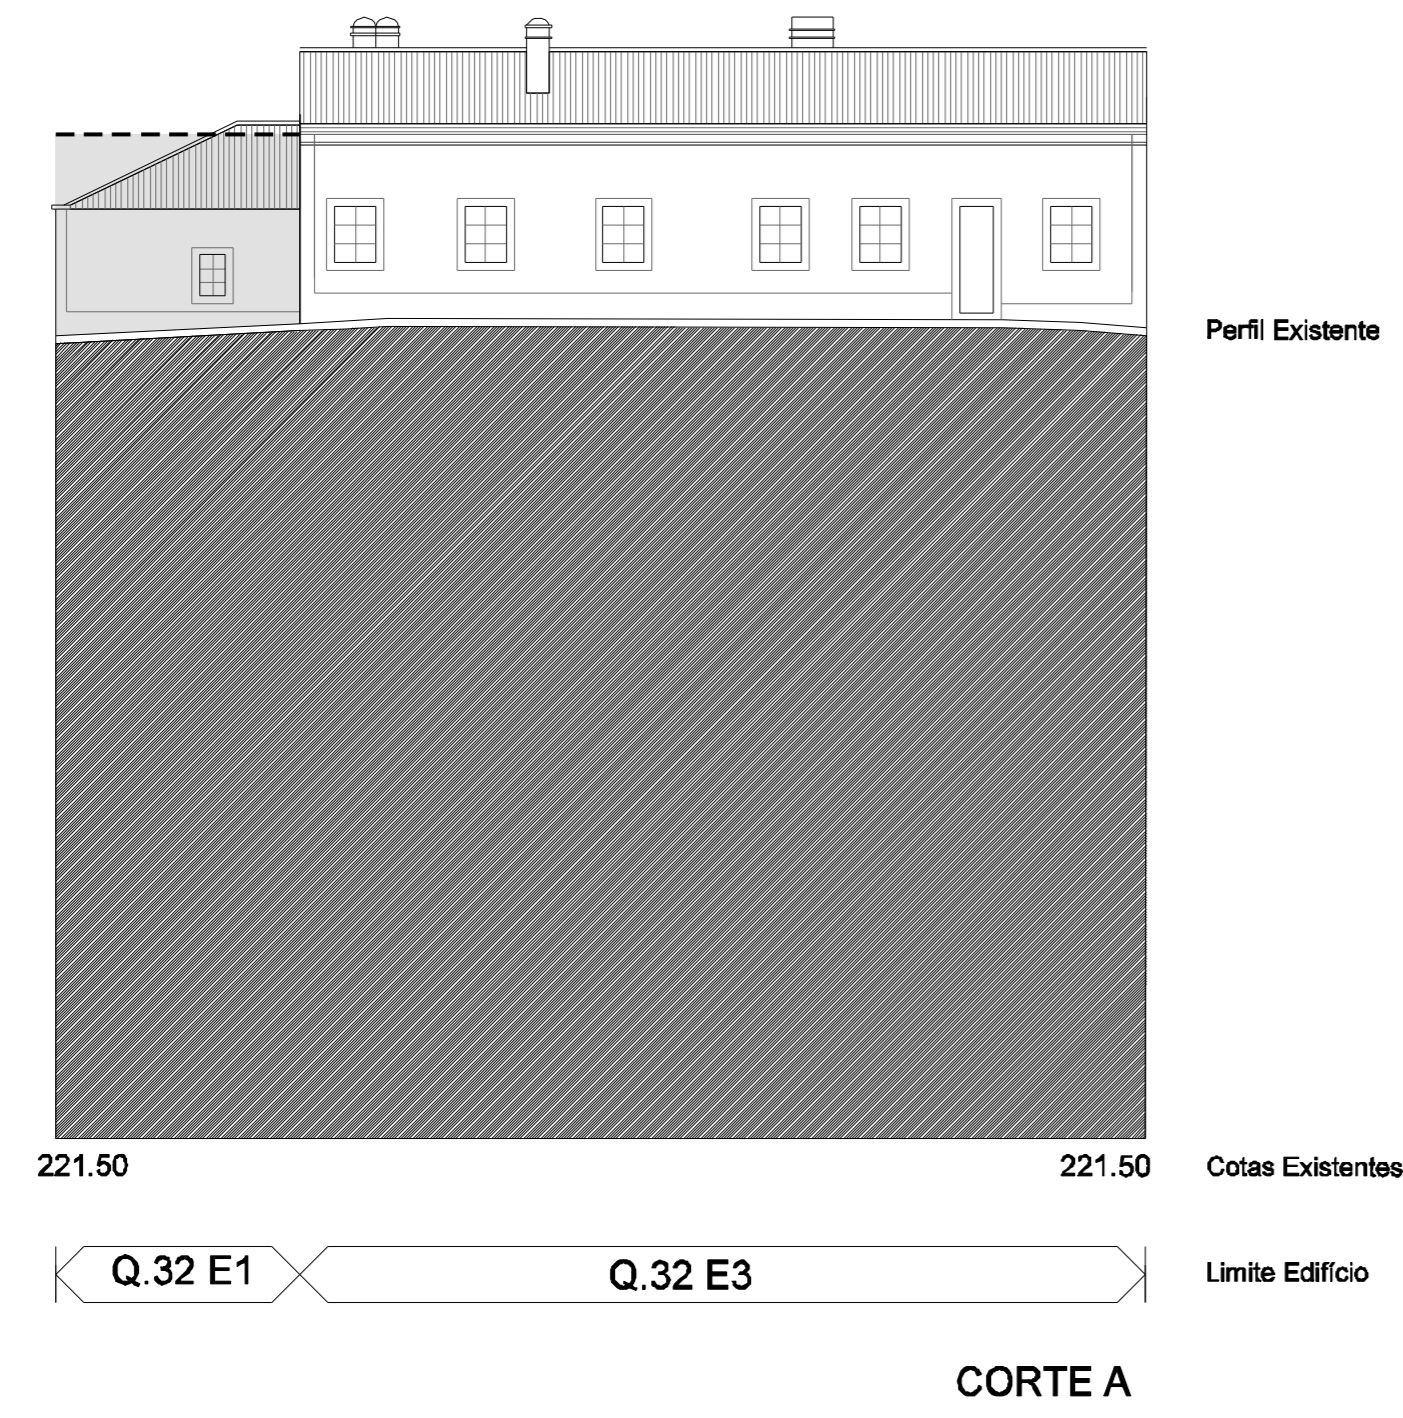 Perfil Existente
221.50
221.50
Cotas Existentes
Q.32 E1
Q.32 E3
Limite Edifício
CORTE A